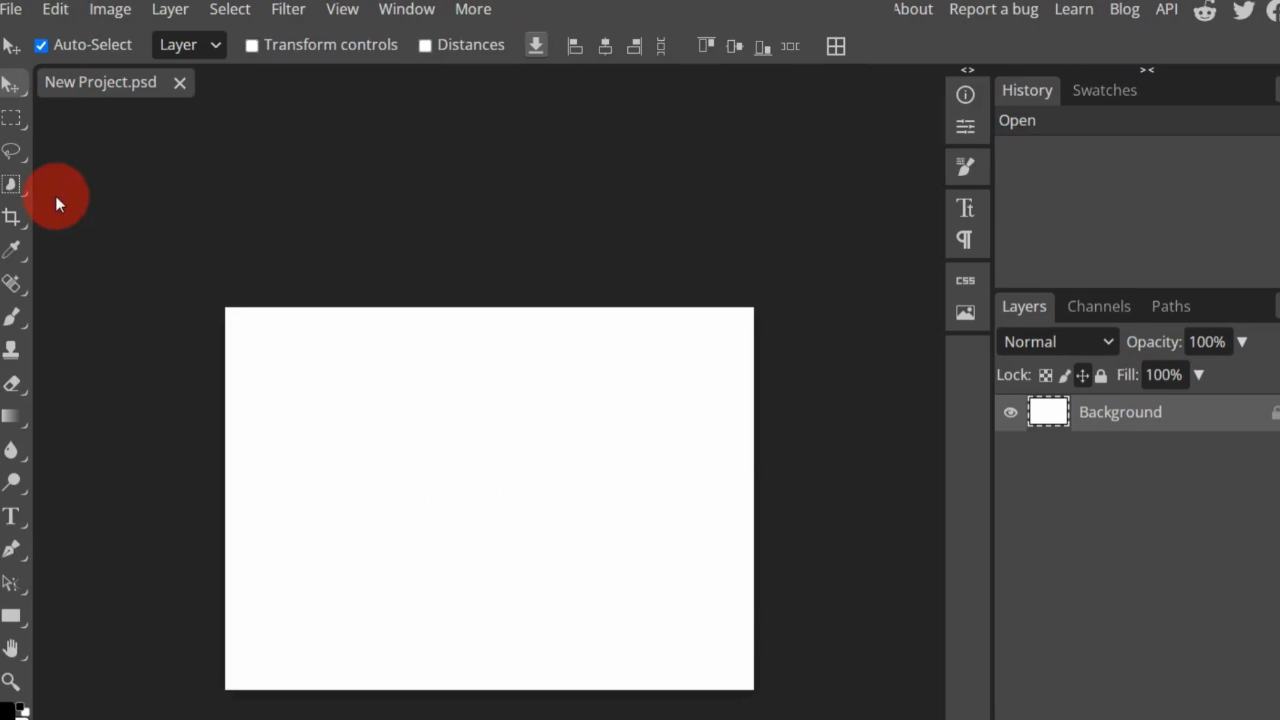 File Edit Image Layer Select Filter View Window More About Report a bug Learn Blog API
Auto-Select Layer Transform controls Distances
New Project.psd
History Swatches
Open
Layers Channels Paths
Normal Opacity: 100%
Lock: Fill: 100%
Background
CSS